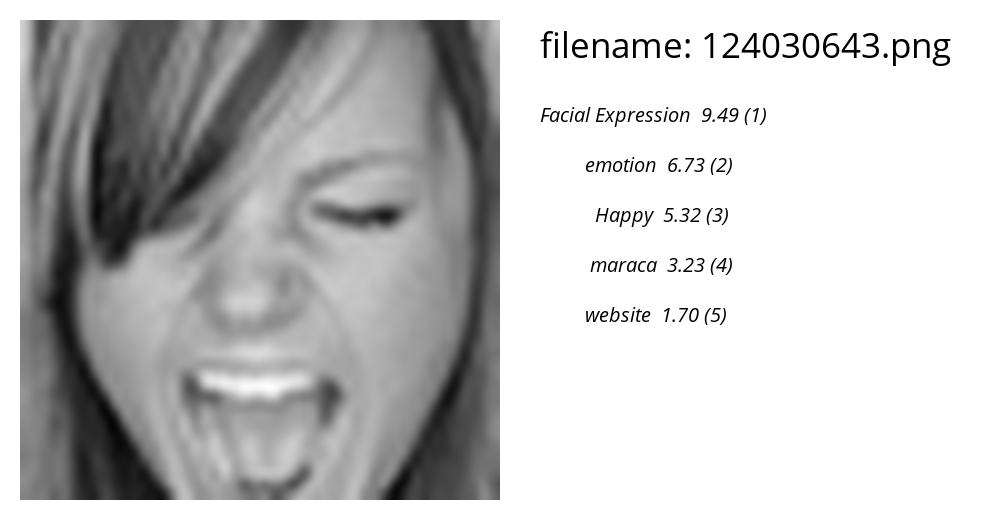 filename: 124030643.png
Facial Expression 9.49 (1)
emotion 6.73 (2)
Happy 5.32 (3)
maraca 3.23 (4)
website 1.70 (5)